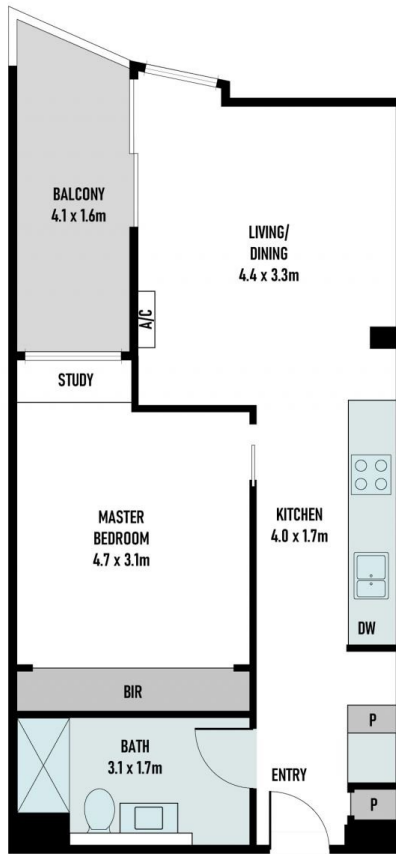 BALCONY
4.1 x 1.6m
LIVING/
DINING
4.4 x 3.3m
A/C
STUDY
MASTER
BEDROOM
4.7 x 3.1m
KITCHEN
4.0 x 1.7m
DW
BIR
P
BATH
3.1 x 1.7m
ENTRY
P